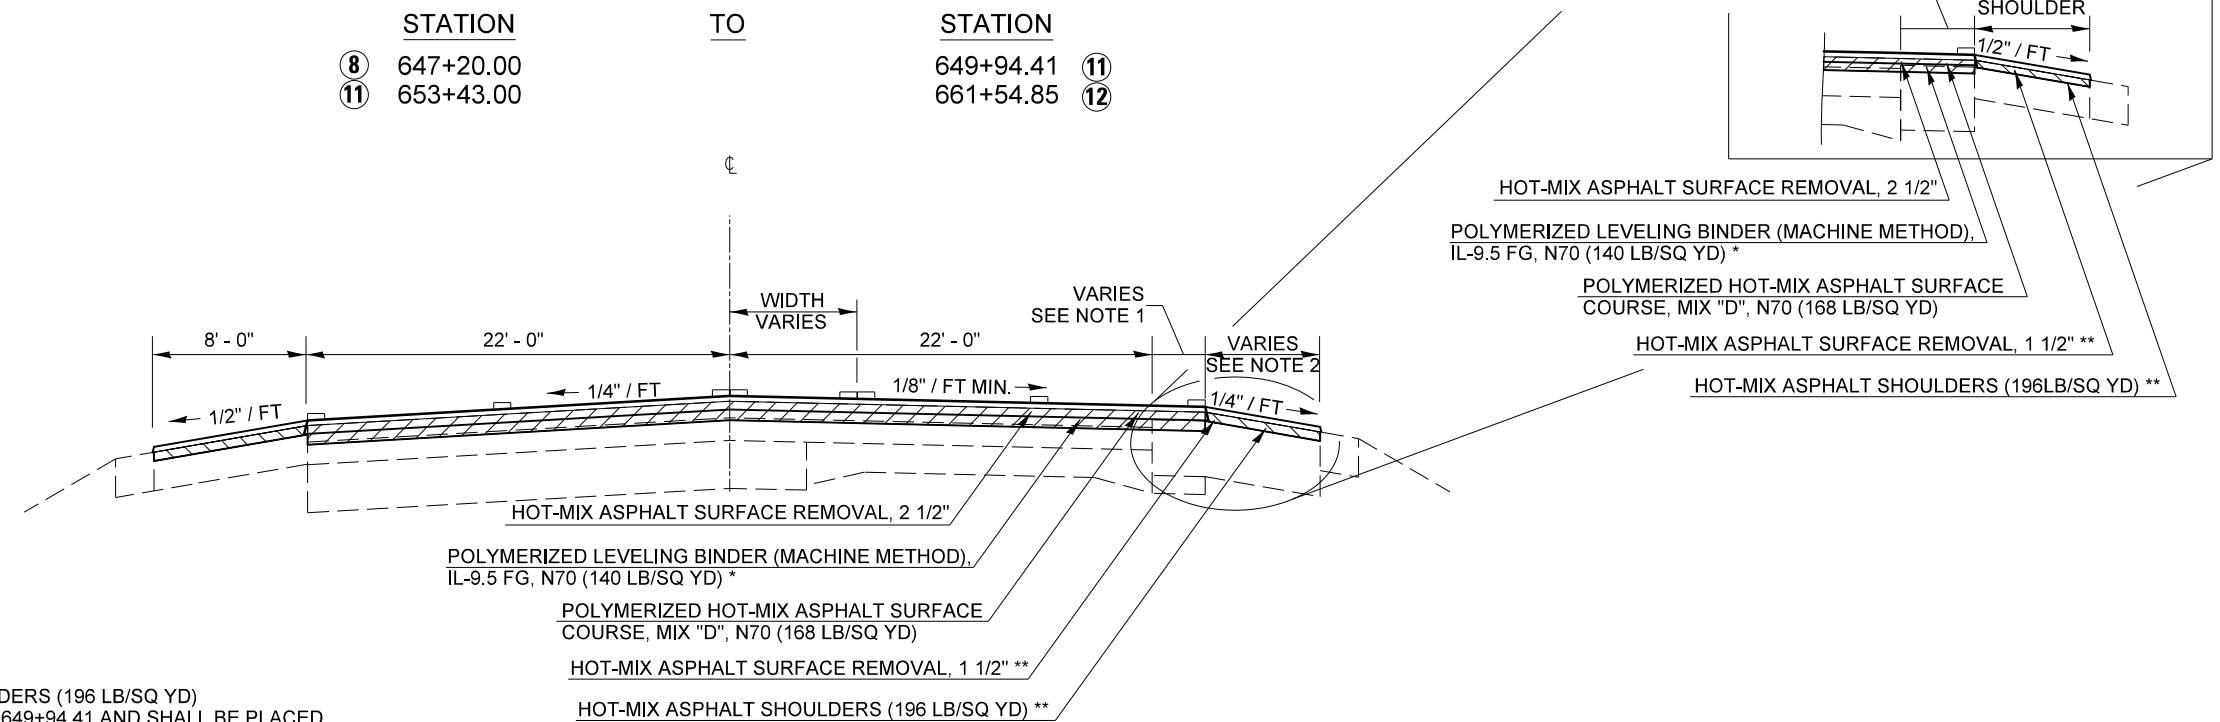 STATION TO STATION
8 647+20.00 649+94.41 11
11 653+43.00 661+54.85 12
SHOULDER
1/2" / FT
HOT-MIX ASPHALT SURFACE REMOVAL, 2 1/2"
POLYMERIZED LEVELING BINDER (MACHINE METHOD),
IL-9.5 FG, N70 (140 LB/SQ YD) *
POLYMERIZED HOT-MIX ASPHALT SURFACE
COURSE, MIX "D", N70 (168 LB/SQ YD)
HOT-MIX ASPHALT SURFACE REMOVAL, 1 1/2" **
HOT-MIX ASPHALT SHOULDERS (196LB/SQ YD) **
℄
WIDTH
VARIES
VARIES
SEE NOTE 1
8' - 0"
22' - 0"
22' - 0"
VARIES
SEE NOTE 2
1/2" / FT
1/4" / FT
1/8" / FT MIN.
1/4" / FT
HOT-MIX ASPHALT SURFACE REMOVAL, 2 1/2"
POLYMERIZED LEVELING BINDER (MACHINE METHOD),
IL-9.5 FG, N70 (140 LB/SQ YD) *
POLYMERIZED HOT-MIX ASPHALT SURFACE
COURSE, MIX "D", N70 (168 LB/SQ YD)
HOT-MIX ASPHALT SURFACE REMOVAL, 1 1/2" **
HOT-MIX ASPHALT SHOULDERS (196 LB/SQ YD) **
DERS (196 LB/SQ YD)
649+94.41 AND SHALL BE PLACED